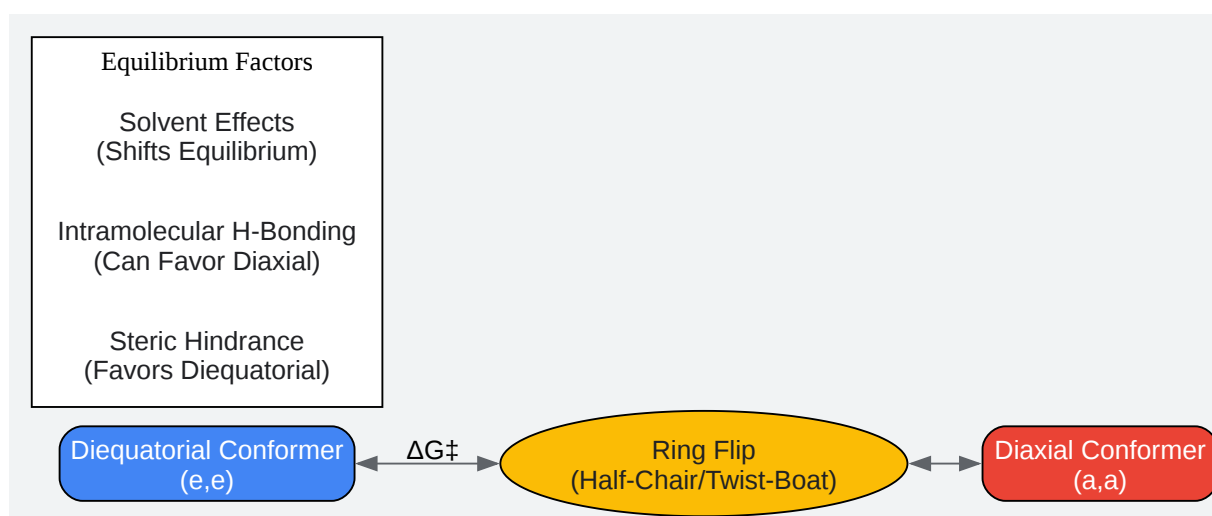 Equilibrium Factors
Solvent Effects
(Shifts Equilibrium)
Intramolecular H-Bonding
(Can Favor Diaxial)
Steric Hindrance
(Favors Diequatorial)
Diequatorial Conformer
(e,e)
ΔG‡
Ring Flip
(Half-Chair/Twist-Boat)
Diaxial Conformer
(a,a)